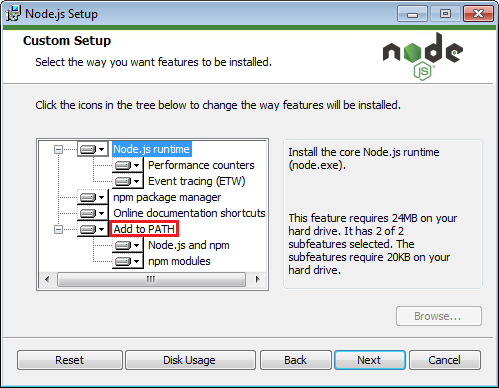 Node.js Setup
Custom Setup
Select the way you want features to be installed.
node
JS
Click the icons in the tree below to change the way features will be installed.
Node.js runtime
Performance counters
Event tracing (ETW)
npm package manager
Online documentation shortcuts
Add to PATH
Node.js and npm
npm modules
Install the core Node.js runtime
(node.exe).
This feature requires 24MB on your
hard drive. It has 2 of 2
subfeatures selected. The
subfeatures require 20KB on your
hard drive.
Browse...
Reset
Disk Usage
Back
Next
Cancel